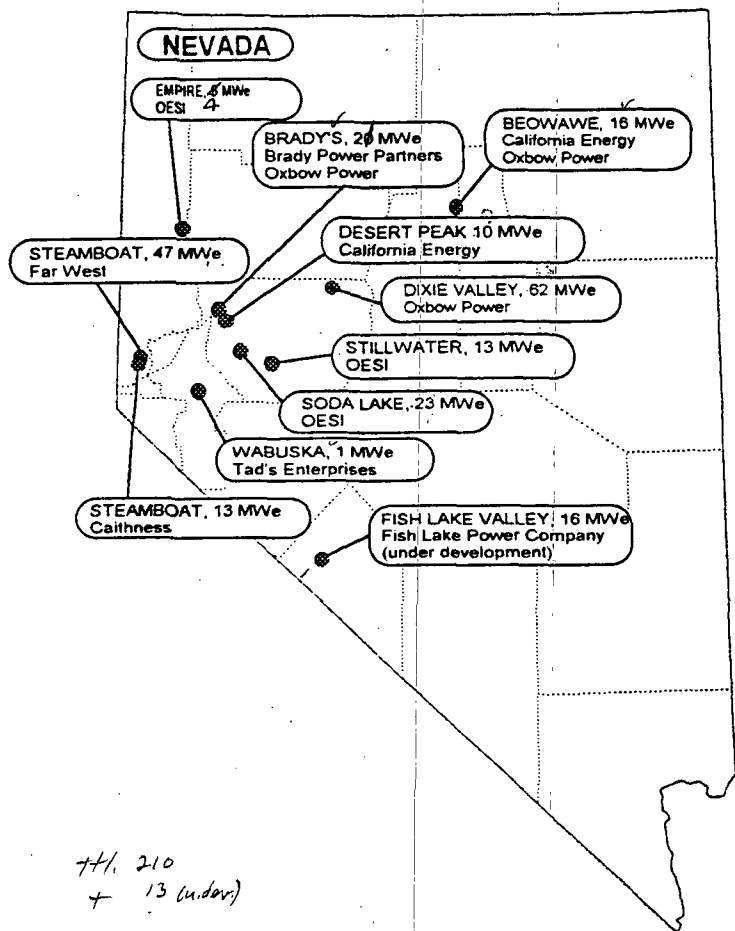 NEVADA
EMPIRE, 5 MWe
OESI 4
BRADY'S, 20 MWe
Brady Power Partners
Oxbow Power
BEOWAWE, 16 MWe
California Energy
Oxbow Power
STEAMBOAT, 47 MWe
Far West
DESERT PEAK 10 MWe
California Energy
DIXIE VALLEY, 62 MWe
Oxbow Power
STILLWATER, 13 MWe
OESI
SODA LAKE, 23 MWe
OESI
WABUSKA, 1 MWe
Tad's Enterprises
STEAMBOAT, 13 MWe
Caithness
FISH LAKE VALLEY, 16 MWe
Fish Lake Power Company
(under development)
210
+ 13 (u.dev.)